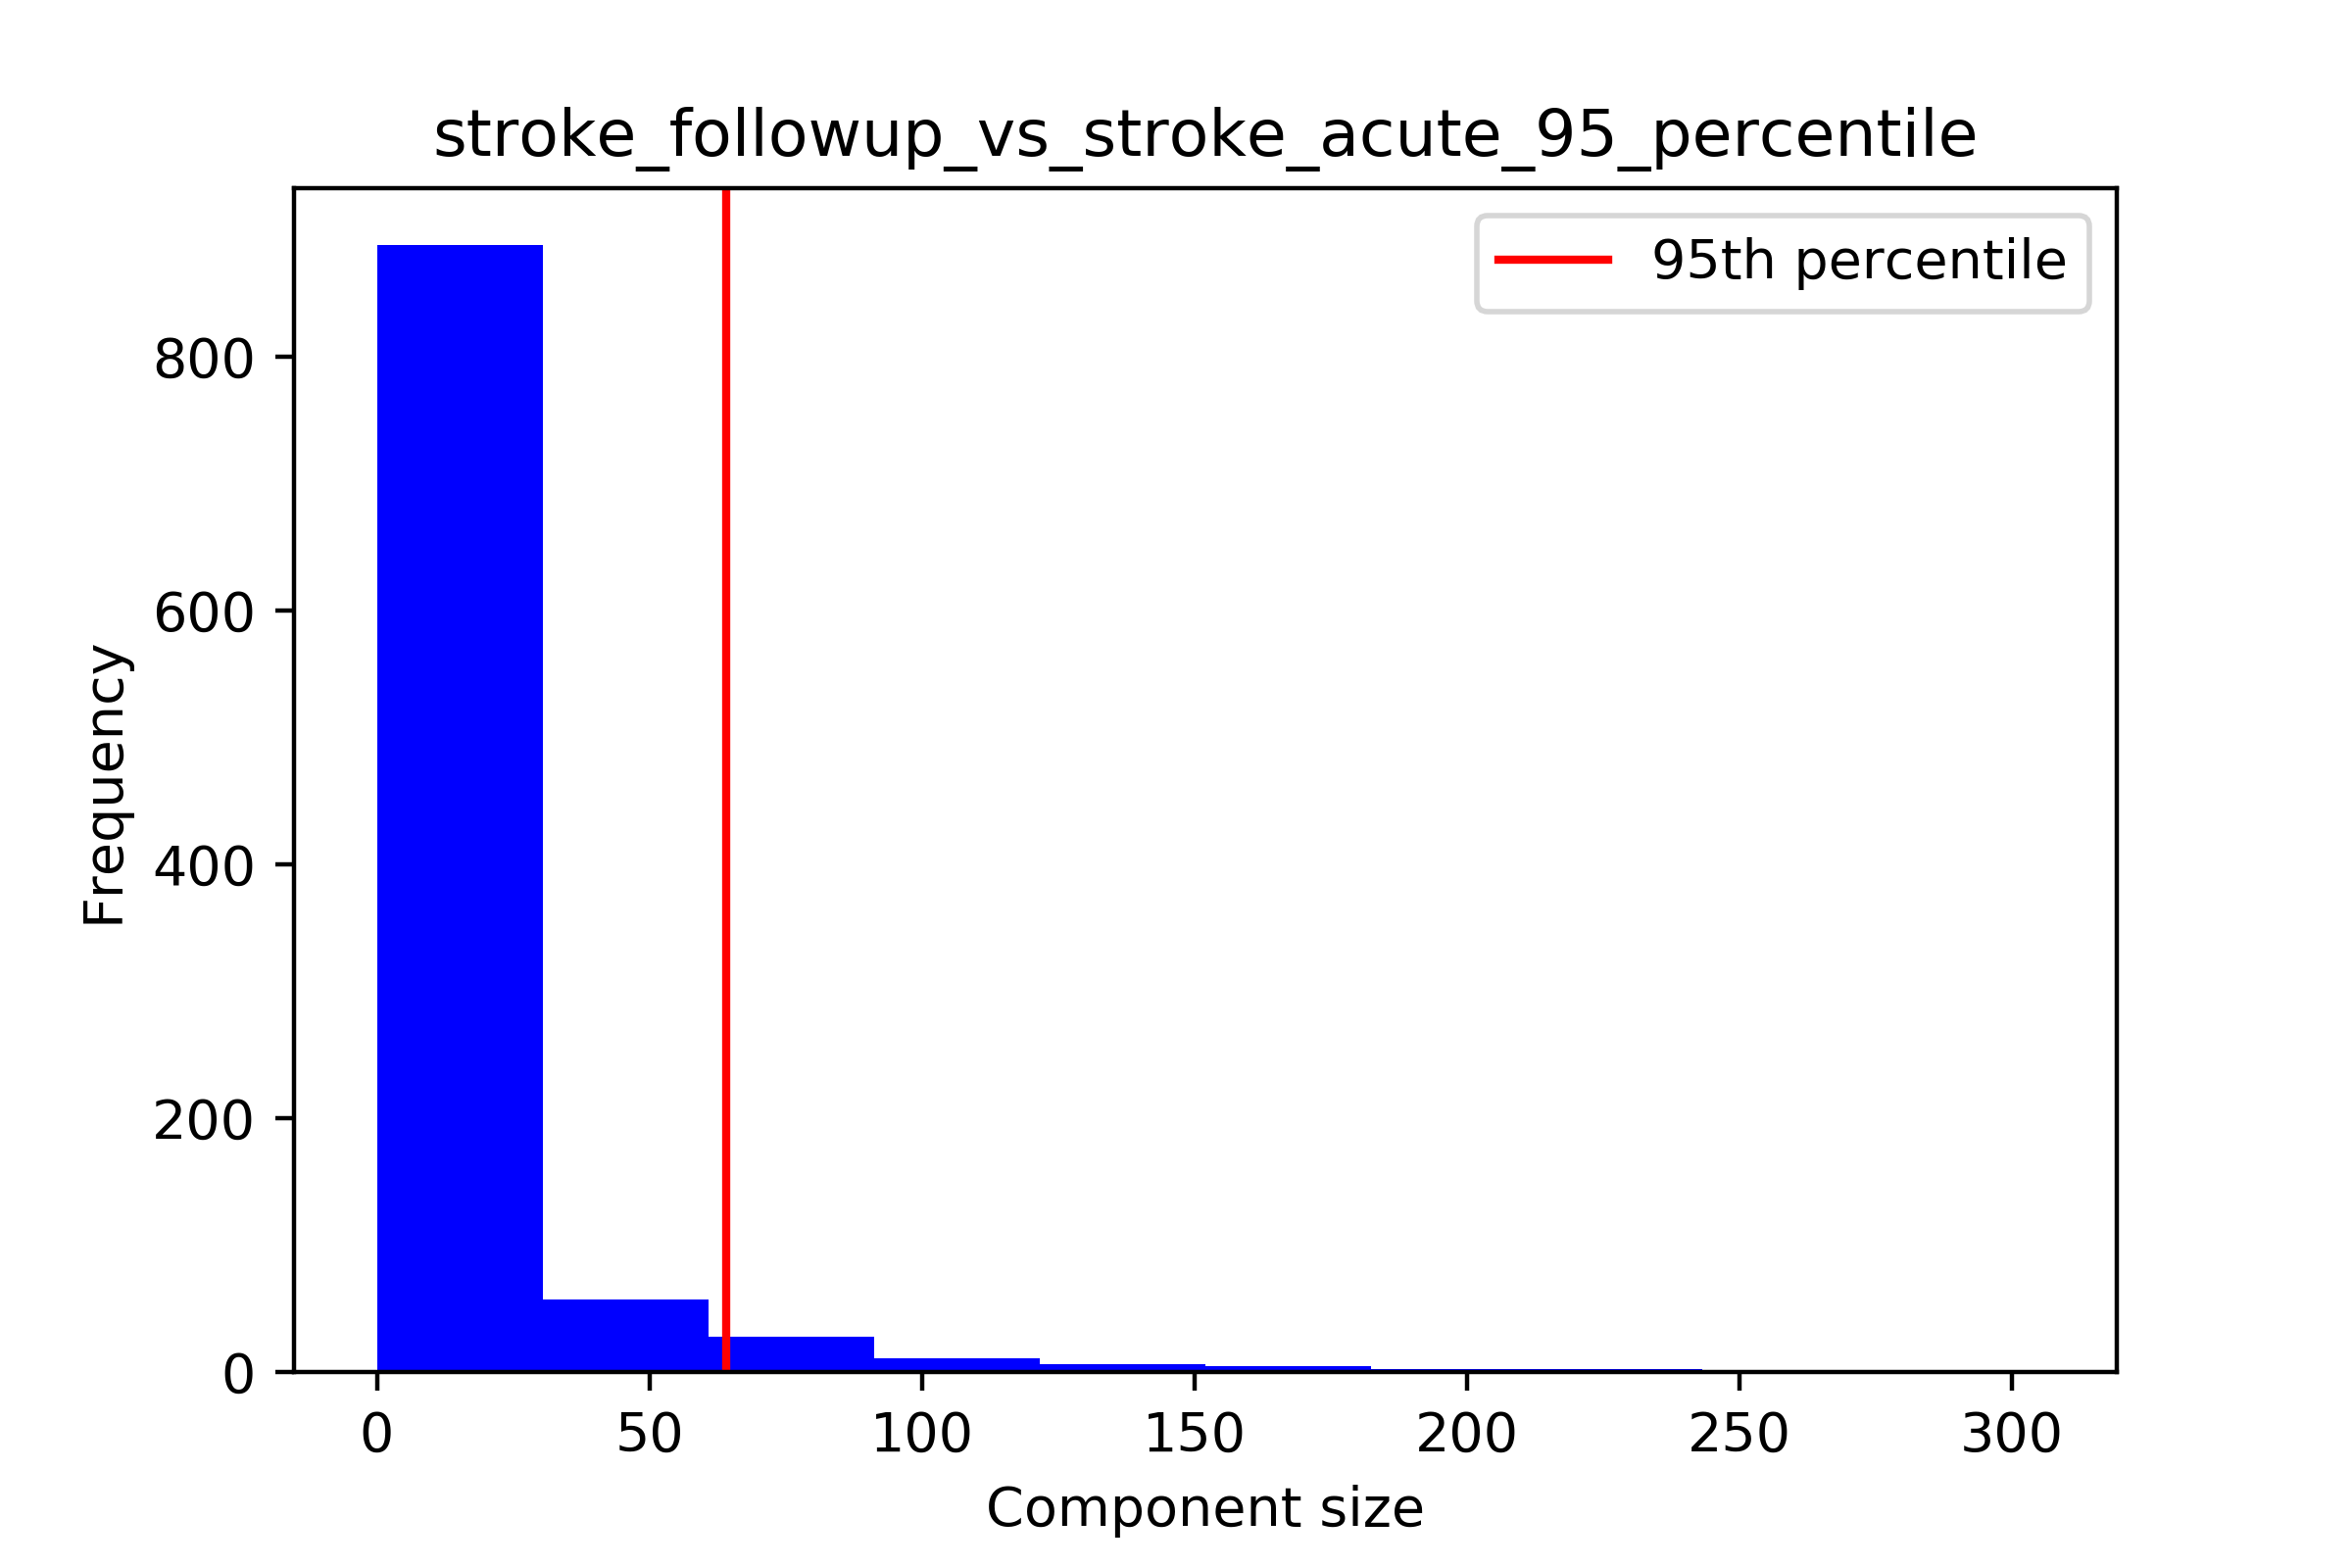 stroke_followup_vs_stroke_acute_95_percentile
95th percentile
800
600
400
200
0
Frequency
0 50 100 150 200 250 300
Component size